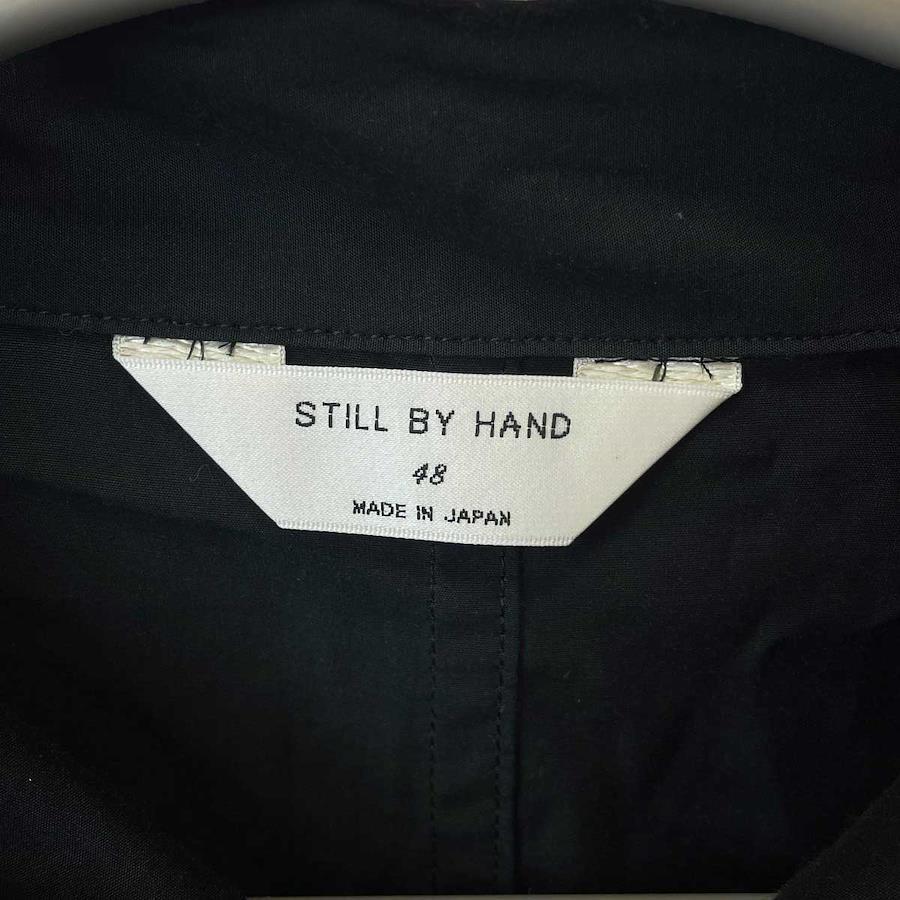 STILL BY HAND
48
MADE IN JAPAN